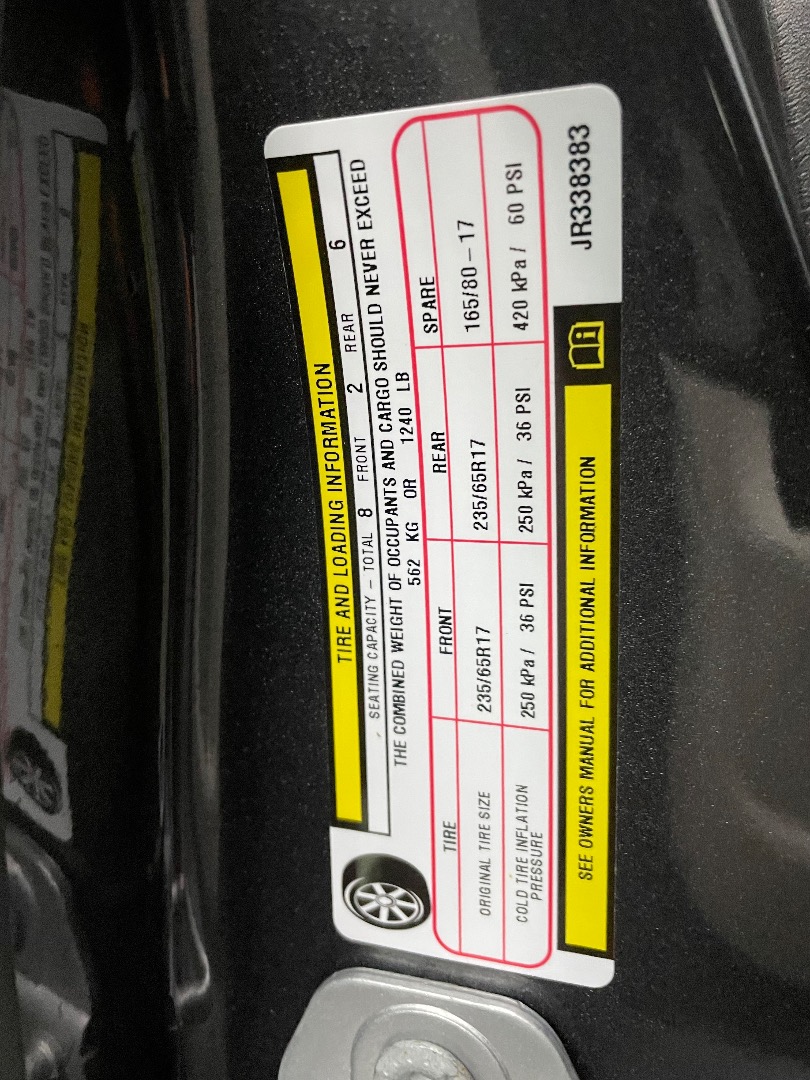 TIRE AND LOADING INFORMATION
SEATING CAPACITY – TOTAL 8 FRONT 2 REAR 6
THE COMBINED WEIGHT OF OCCUPANTS AND CARGO SHOULD NEVER EXCEED
562 KG OR 1240 LB
TIRE FRONT REAR SPARE
ORIGINAL TIRE SIZE 235/65R17 235/65R17 165/80 – 17
COLD TIRE INFLATION PRESSURE 250 kPa / 36 PSI 250 kPa / 36 PSI 420 kPa / 60 PSI
SEE OWNERS MANUAL FOR ADDITIONAL INFORMATION JR338383